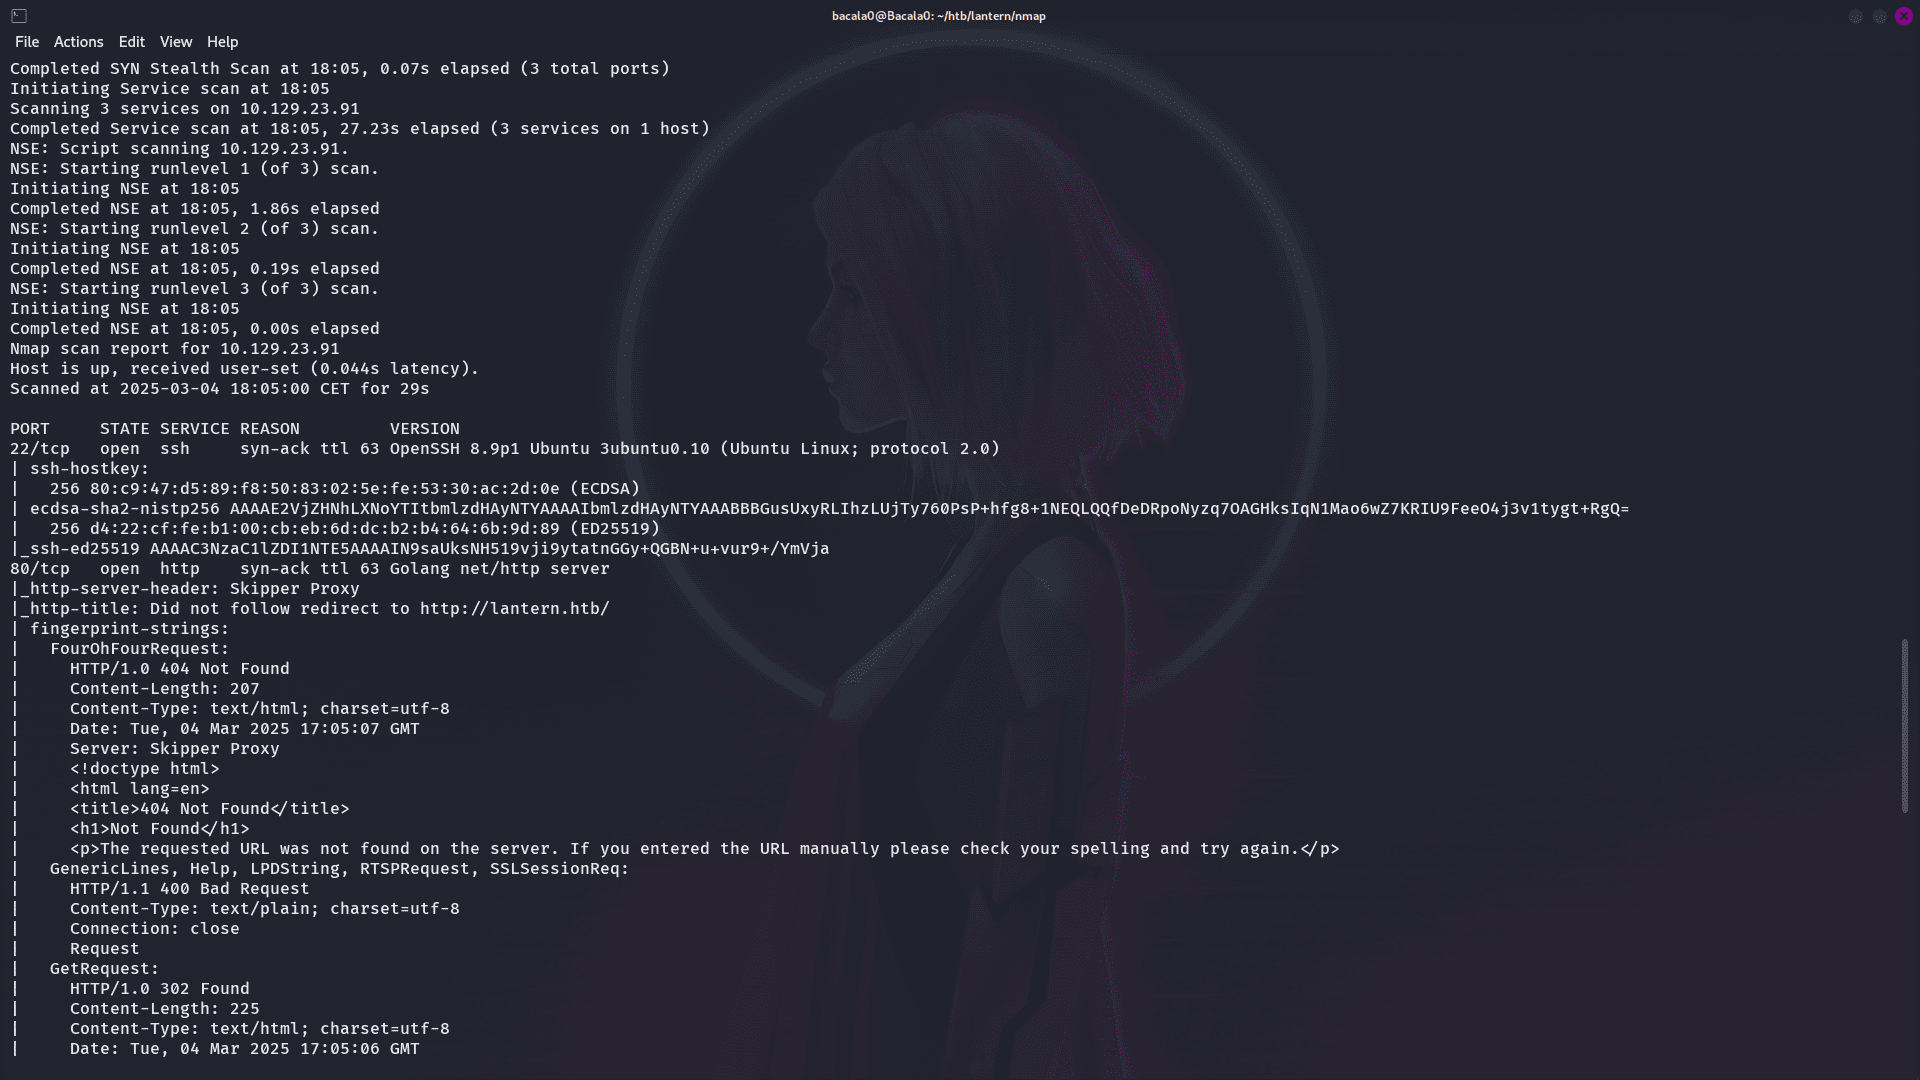 bacala0@Bacala0: ~/htb/lantern/nmap
File Actions Edit View Help
Completed SYN Stealth Scan at 18:05, 0.07s elapsed (3 total ports)
Initiating Service scan at 18:05
Scanning 3 services on 10.129.23.91
Completed Service scan at 18:05, 27.23s elapsed (3 services on 1 host)
NSE: Script scanning 10.129.23.91.
NSE: Starting runlevel 1 (of 3) scan.
Initiating NSE at 18:05
Completed NSE at 18:05, 1.86s elapsed
NSE: Starting runlevel 2 (of 3) scan.
Initiating NSE at 18:05
Completed NSE at 18:05, 0.19s elapsed
NSE: Starting runlevel 3 (of 3) scan.
Initiating NSE at 18:05
Completed NSE at 18:05, 0.00s elapsed
Nmap scan report for 10.129.23.91
Host is up, received user-set (0.044s latency).
Scanned at 2025-03-04 18:05:00 CET for 29s
PORT     STATE SERVICE REASON         VERSION
22/tcp   open  ssh     syn-ack ttl 63 OpenSSH 8.9p1 Ubuntu 3ubuntu0.10 (Ubuntu Linux; protocol 2.0)
| ssh-hostkey:
|   256 80:c9:47:d5:89:f8:50:83:02:5e:fe:53:30:ac:2d:0e (ECDSA)
| ecdsa-sha2-nistp256 AAAAE2VjZHNhLXNoYTItbmlzdHAyNTYAAAAIbmlzdHAyNTYAAABBBGusUxyRLIhzLUjTy760PsP+hfg8+1NEQLQQfDeDRpoNyzq7OAGHksIqN1Mao6wZ7KRIU9FeeO4j3v1tygt+RgQ=
|   256 d4:22:cf:fe:b1:00:cb:eb:6d:dc:b2:b4:64:6b:9d:89 (ED25519)
|_ssh-ed25519 AAAAC3NzaC1lZDI1NTE5AAAAIN9saUksNH519vji9ytatnGGy+QGBN+u+vur9+/YmVja
80/tcp   open  http    syn-ack ttl 63 Golang net/http server
|_http-server-header: Skipper Proxy
|_http-title: Did not follow redirect to http://lantern.htb/
| fingerprint-strings:
|   FourOhFourRequest:
|     HTTP/1.0 404 Not Found
|     Content-Length: 207
|     Content-Type: text/html; charset=utf-8
|     Date: Tue, 04 Mar 2025 17:05:07 GMT
|     Server: Skipper Proxy
|     <!doctype html>
|     <html lang=en>
|     <title>404 Not Found</title>
|     <h1>Not Found</h1>
|     <p>The requested URL was not found on the server. If you entered the URL manually please check your spelling and try again.</p>
|   GenericLines, Help, LPDString, RTSPRequest, SSLSessionReq:
|     HTTP/1.1 400 Bad Request
|     Content-Type: text/plain; charset=utf-8
|     Connection: close
|     Request
|   GetRequest:
|     HTTP/1.0 302 Found
|     Content-Length: 225
|     Content-Type: text/html; charset=utf-8
|     Date: Tue, 04 Mar 2025 17:05:06 GMT